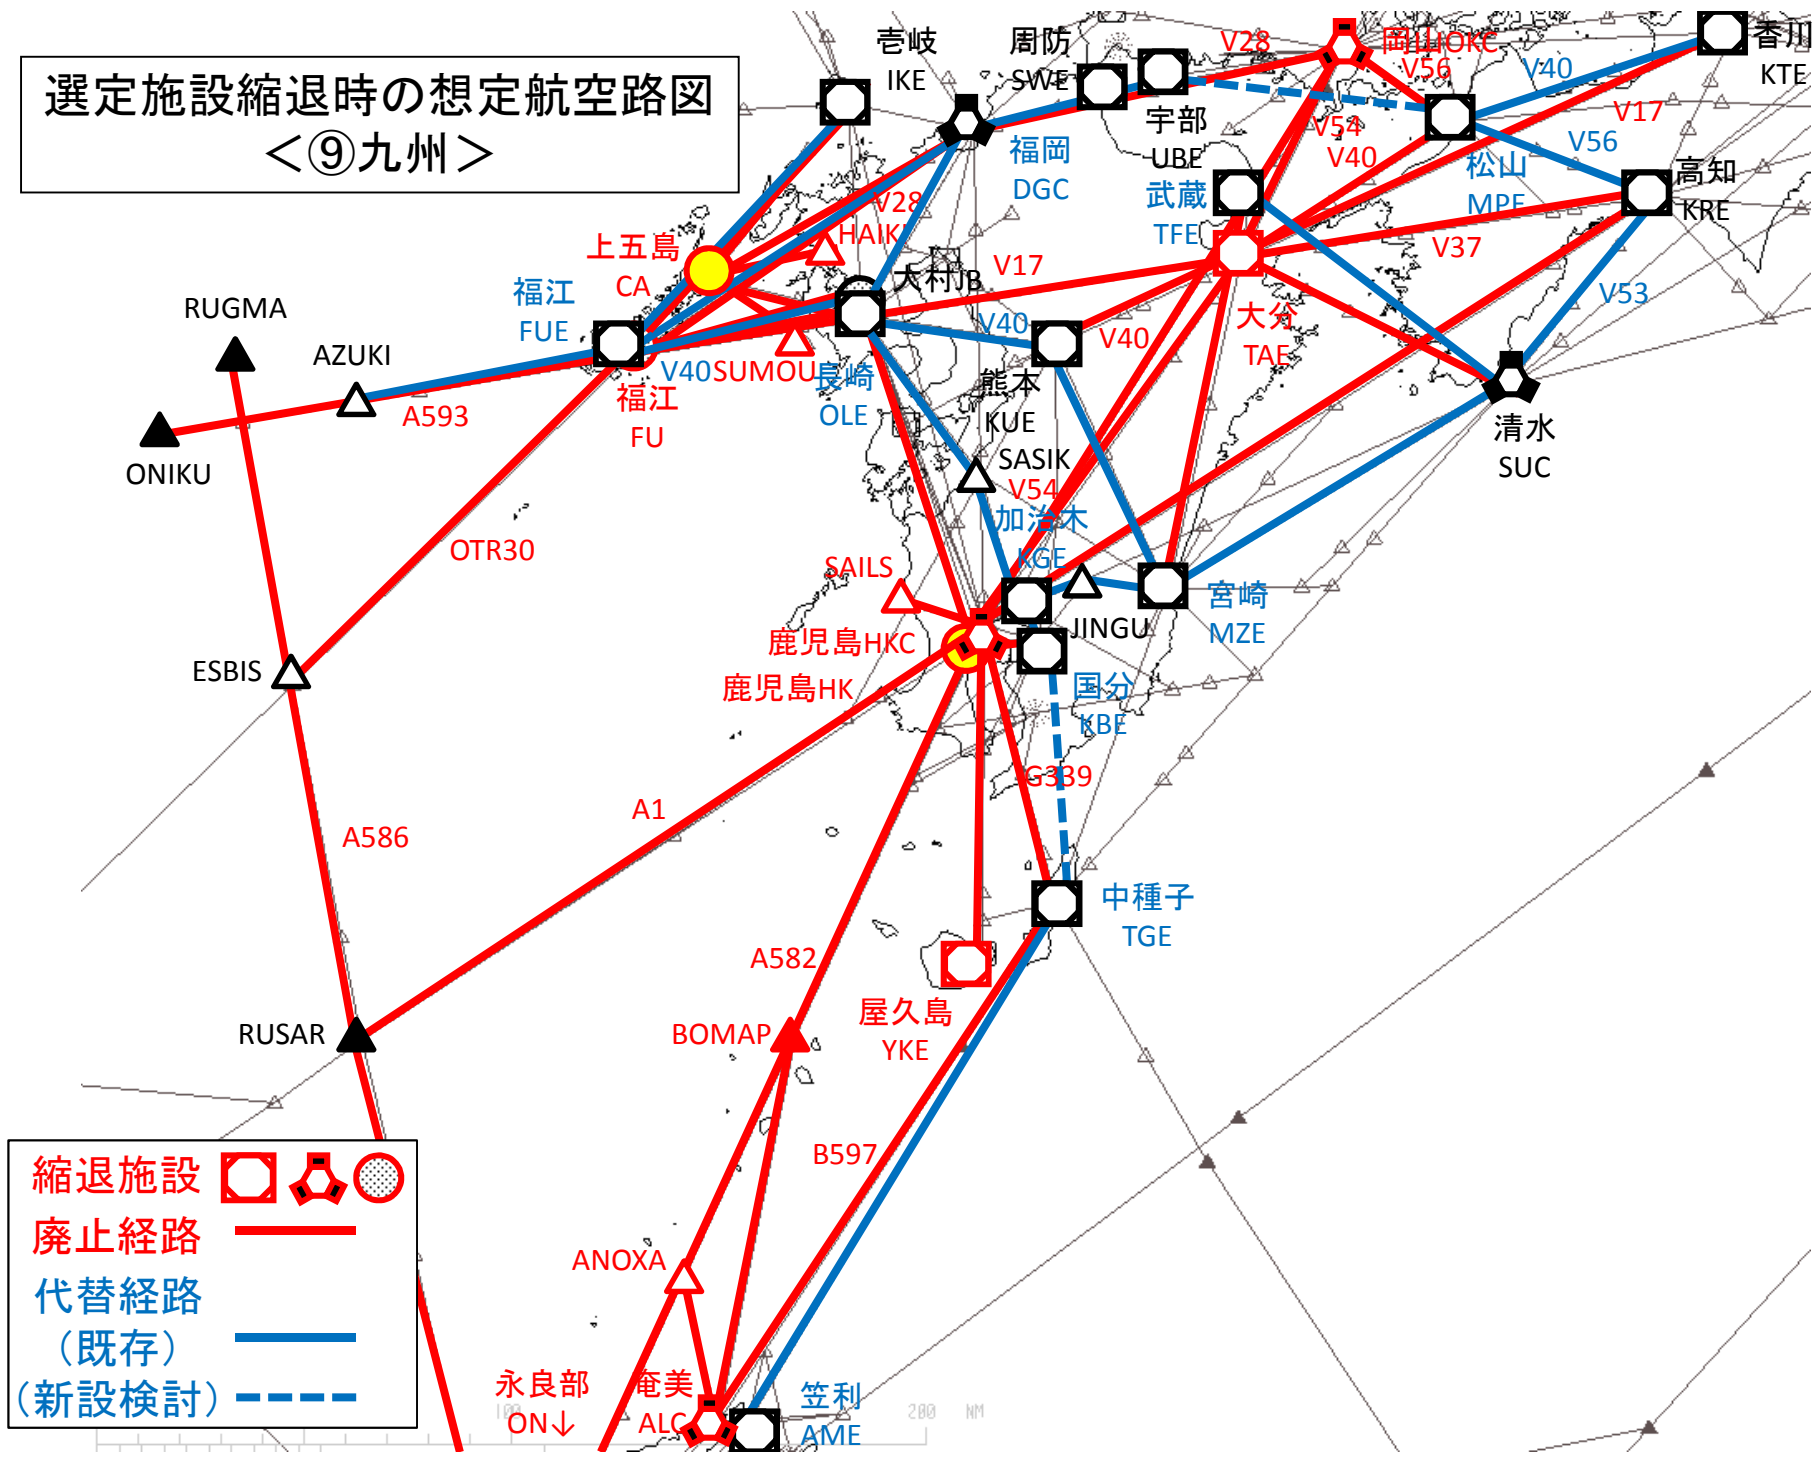 選定施設縮退時の想定航空路図
＜⑨九州＞
壱岐
IKE
周防
SWE
V28
岡山OKC
V56
V40
香川
KTE
宇部
UBE
福岡
DGC
V54
V17
V40
V56
松山
MPE
高知
KRE
武蔵
TFE
V28
HAIKI
上五島
CA
V17
大村JB
V37
福江
FUE
RUGMA
AZUKI
V40
SUMOU
V40
V40
大分
TAE
V53
長崎
OLE
熊本
KUE
福江
FU
A593
ONIKU
清水
SUC
SASIK
V54
加治木
KGE
OTR30
SAILS
宮崎
MZE
JINGU
鹿児島HKC
鹿児島HK
ESBIS
国分
KBE
G339
A1
A586
中種子
TGE
A582
屋久島
YKE
BOMAP
RUSAR
B597
縮退施設
廃止経路
代替経路
（既存）
（新設検討）
ANOXA
永良部
ON↓
奄美
ALC
笠利
AME
100
200 NM